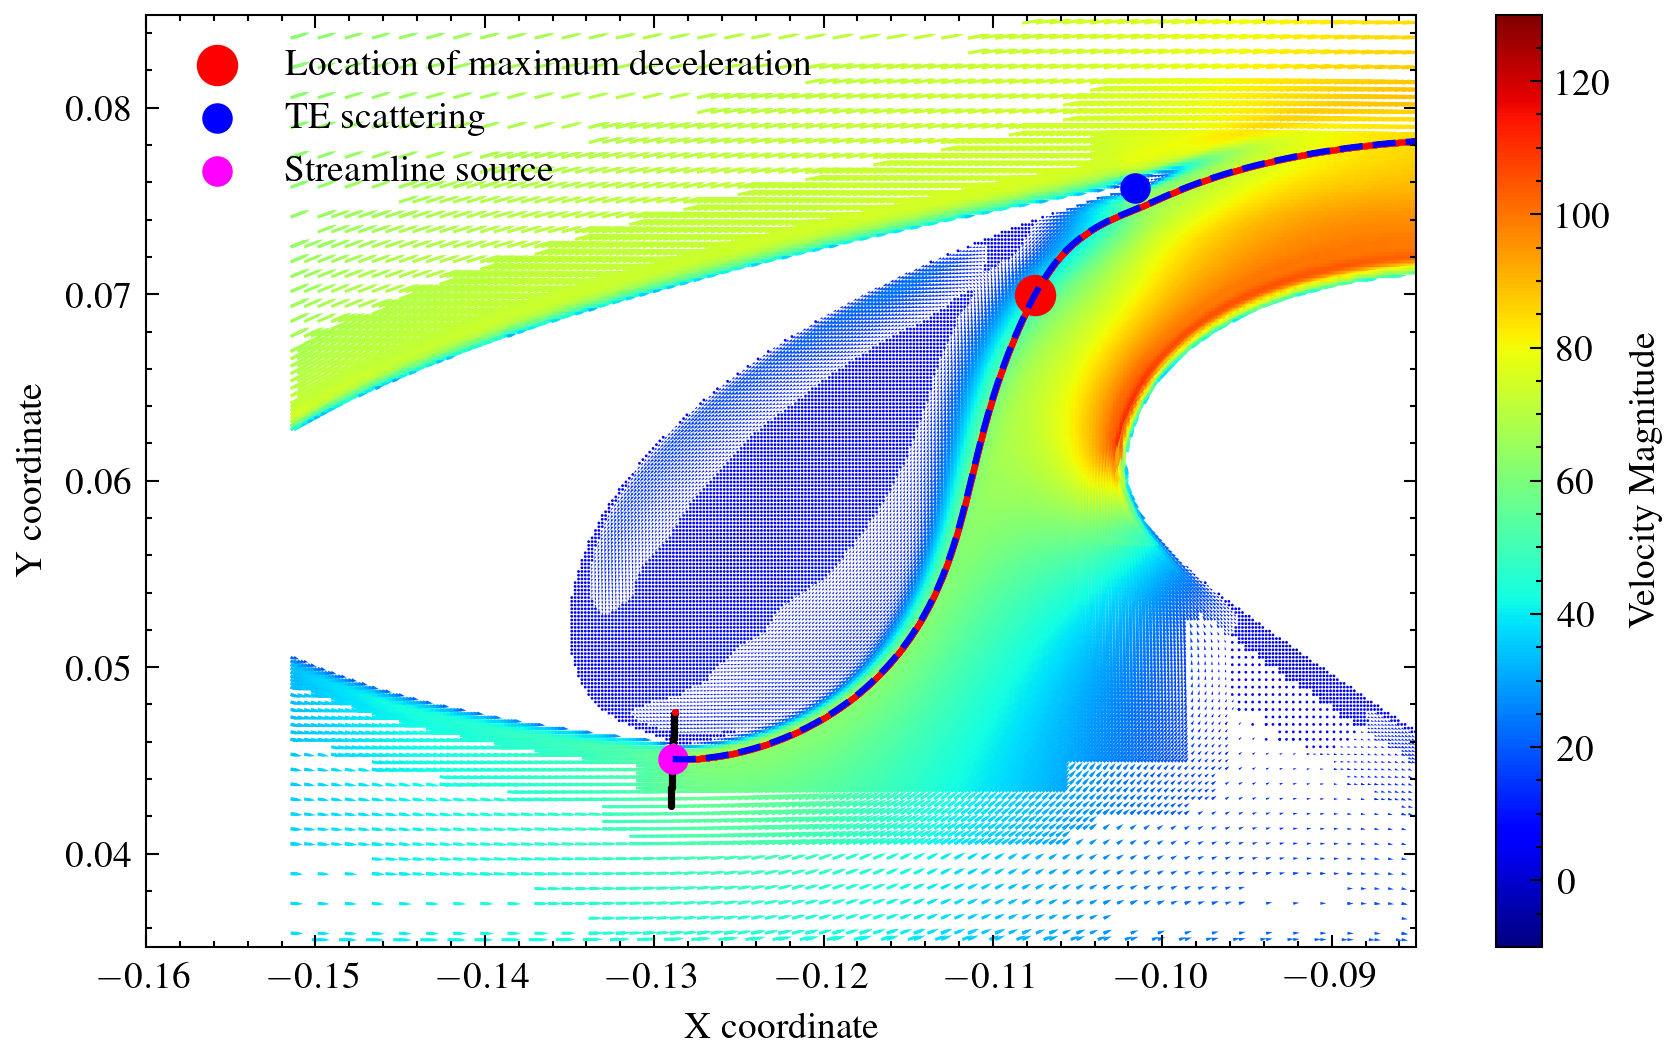 Location of maximum deceleration
TE scattering
Streamline source
0.08
0.07
0.06
0.05
0.04
Y coordinate
−0.16 −0.15 −0.14 −0.13 −0.12 −0.11 −0.10 −0.09
X coordinate
120
100
80
60
40
20
0
Velocity Magnitude